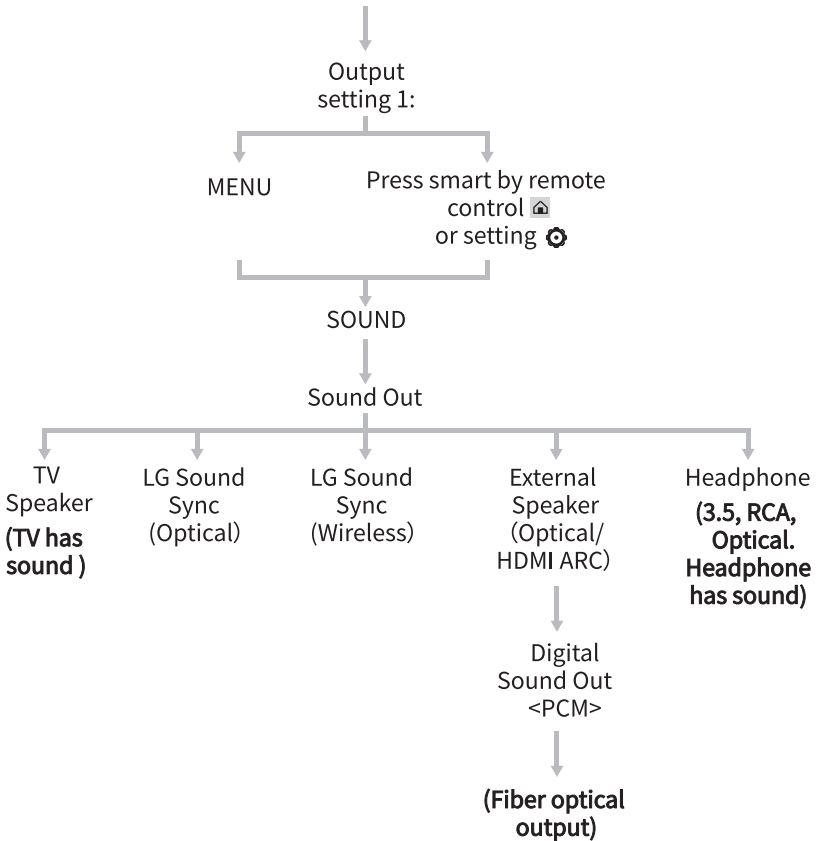 Output
setting 1:
MENU
Press smart by remote
control
or setting
SOUND
Sound Out
TV
Speaker
(TV has
sound )
LG Sound
Sync
(Optical)
LG Sound
Sync
(Wireless)
External
Speaker
(Optical/
HDMI ARC)
Digital
Sound Out
<PCM>
(Fiber optical
output)
Headphone
(3.5, RCA,
Optical.
Headphone
has sound)